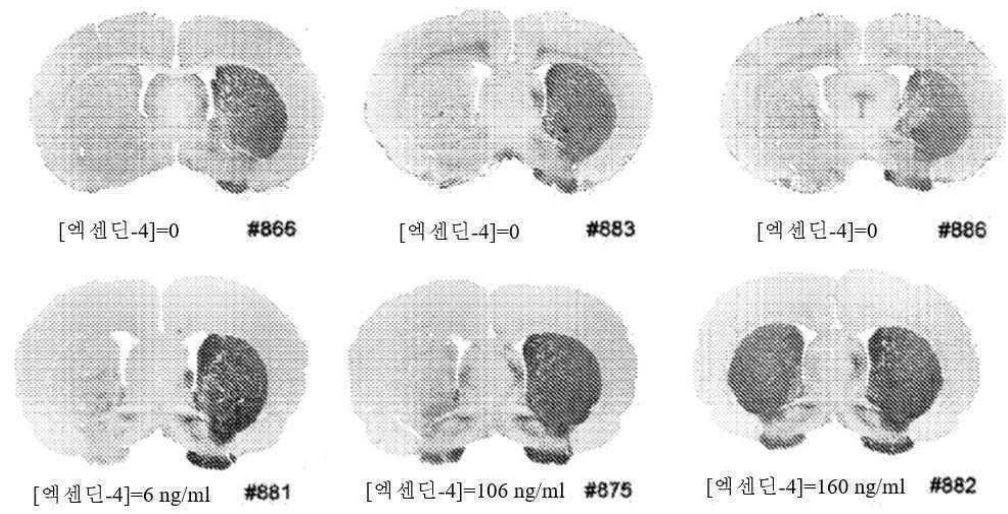 [엑센딘-4]=0 #866
[엑센딘-4]=0 #883
[엑센딘-4]=0 #886
[엑센딘-4]=6 ng/ml #881
[엑센딘-4]=106 ng/ml #875
[엑센딘-4]=160 ng/ml #882